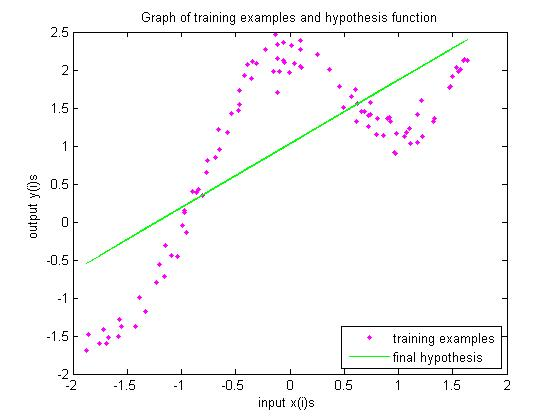 Graph of training examples and hypothesis function
2.5
2
1.5
1
0.5
0
-0.5
-1
-1.5
-2
output y(i)s
training examples
final hypothesis
-2 -1.5 -1 -0.5 0 0.5 1 1.5 2
input x(i)s